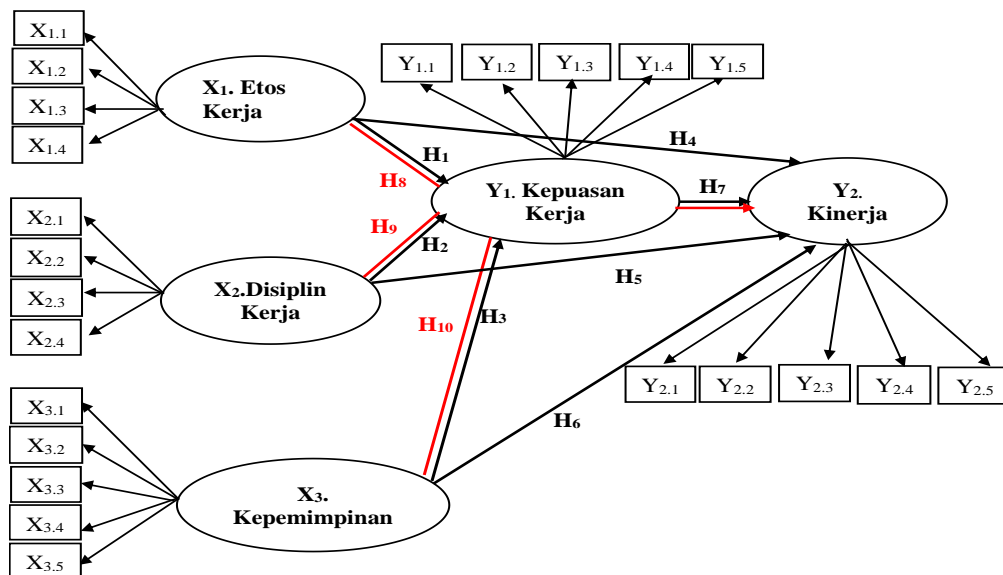 X1.1
X1.2
X1.3
X1.4
X1. Etos
Kerja
Y1.1
Y1.2
Y1.3
Y1.4
Y1.5
H1
H8
H4
Y1. Kepuasan
Kerja
H7
Y2.
Kinerja
X2.1
X2.2
X2.3
X2.4
X2.Disiplin
Kerja
H9
H2
H5
H10
H3
Y2.1
Y2.2
Y2.3
Y2.4
Y2.5
H6
X3.1
X3.2
X3.3
X3.4
X3.5
X3.
Kepemimpinan